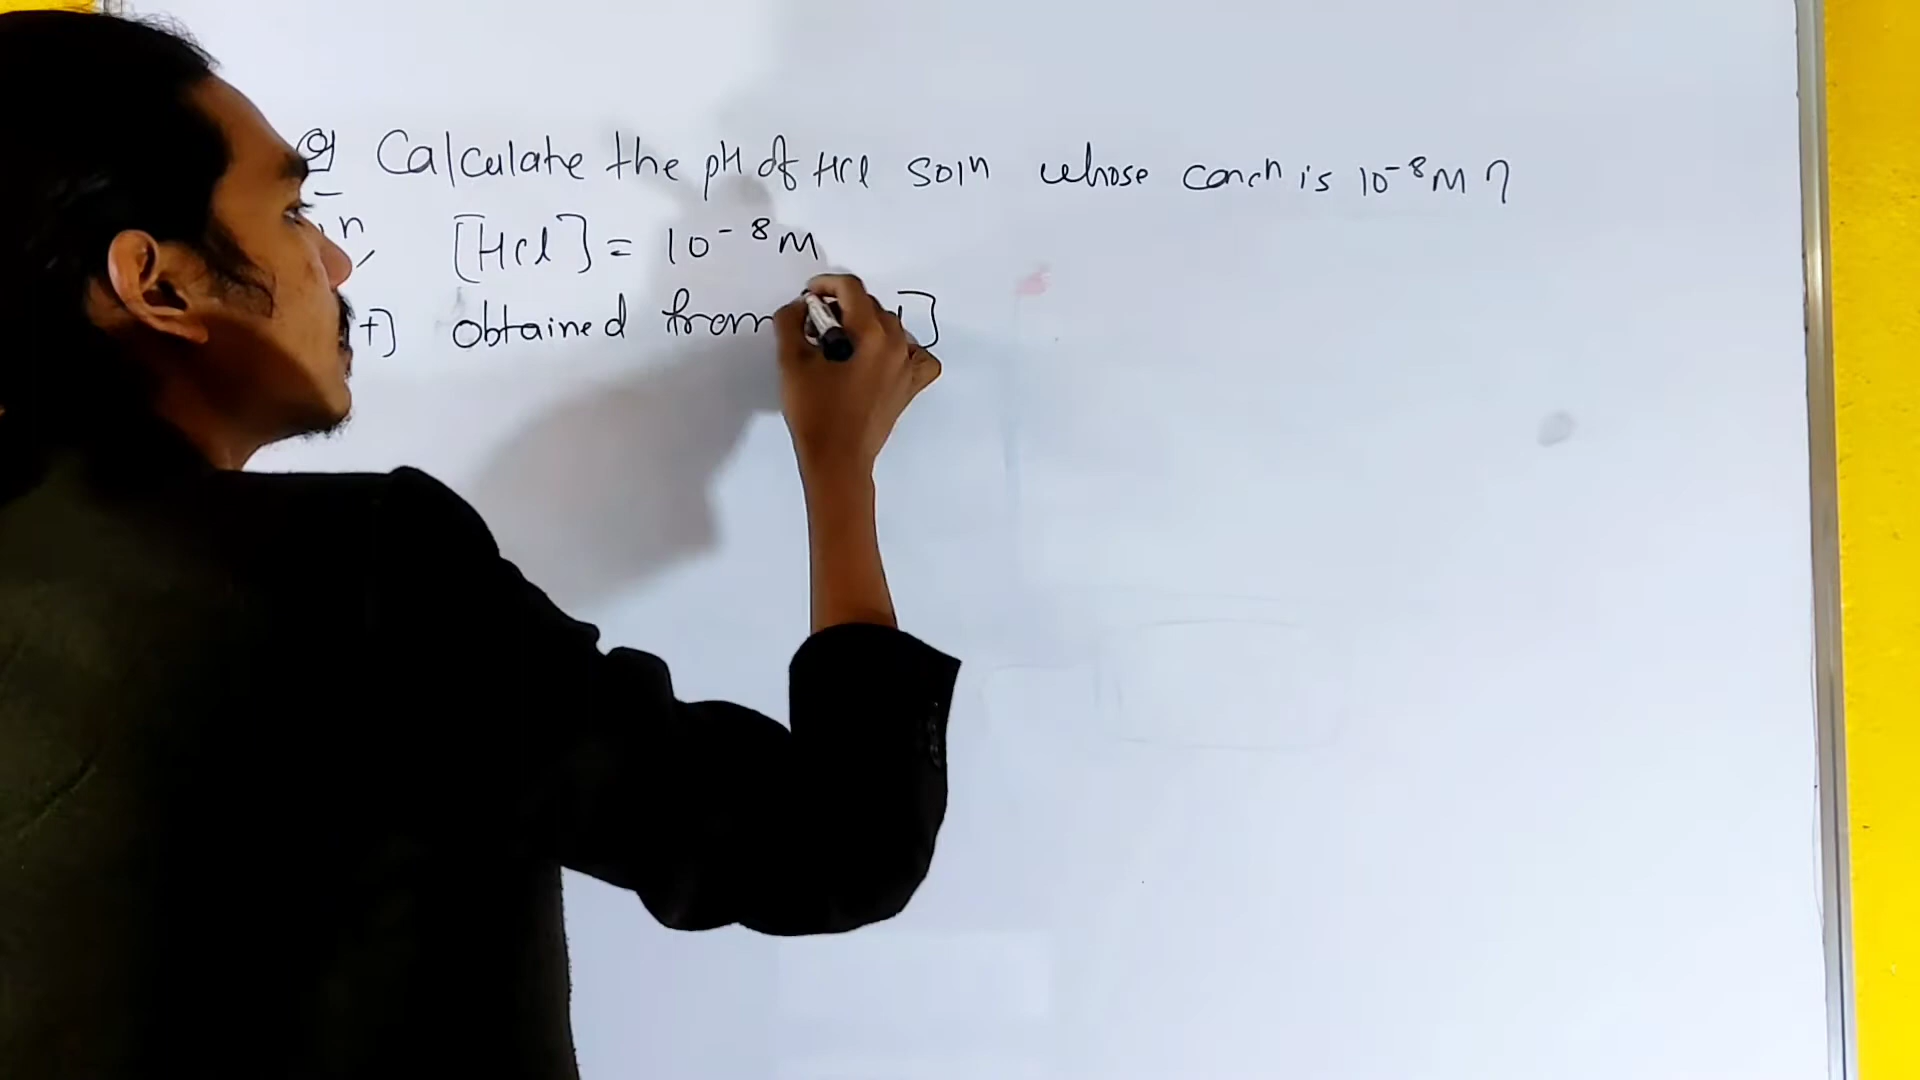 Q Calculate the pH of HCl soln whose concn is 10⁻⁸M ?
n [HCl] = 10⁻⁸M
+] obtained from ]